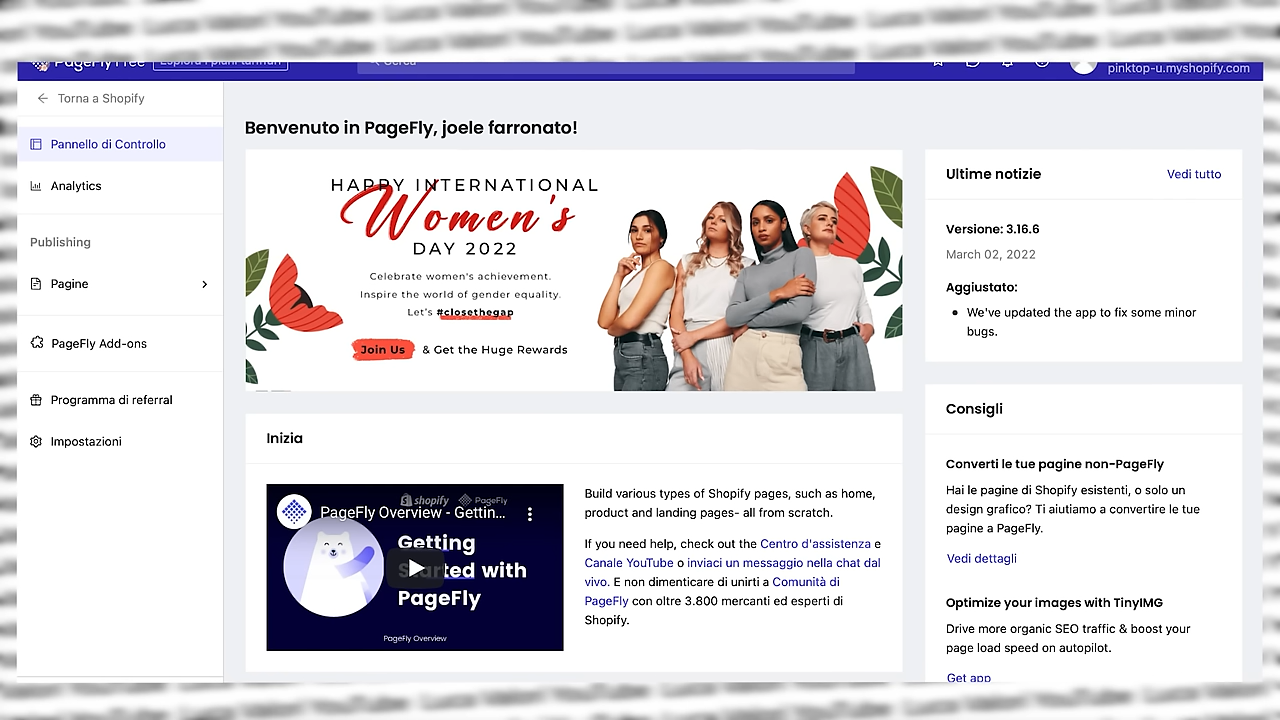 PageFly Free Esplora i piani tariffari Cerca pinktop-u.myshopify.com
Torna a Shopify
Pannello di Controllo
Analytics
Publishing
Pagine
PageFly Add-ons
Programma di referral
Impostazioni
Benvenuto in PageFly, joele farronato!
HAPPY INTERNATIONAL
Women's
DAY 2022
Celebrate women's achievement.
Inspire the world of gender equality.
Let's #closethegap
Join Us & Get the Huge Rewards
Inizia
shopify PageFly
PageFly Overview - Gettin...
Getting
Started with
PageFly
PageFly Overview
Build various types of Shopify pages, such as home,
product and landing pages- all from scratch.
If you need help, check out the Centro d'assistenza e
Canale YouTube o inviaci un messaggio nella chat dal
vivo. E non dimenticare di unirti a Comunità di
PageFly con oltre 3.800 mercanti ed esperti di
Shopify.
Ultime notizie Vedi tutto
Versione: 3.16.6
March 02, 2022
Aggiustato:
We've updated the app to fix some minor
bugs.
Consigli
Converti le tue pagine non-PageFly
Hai le pagine di Shopify esistenti, o solo un
design grafico? Ti aiutiamo a convertire le tue
pagine a PageFly.
Vedi dettagli
Optimize your images with TinyIMG
Drive more organic SEO traffic & boost your
page load speed on autopilot.
Get app